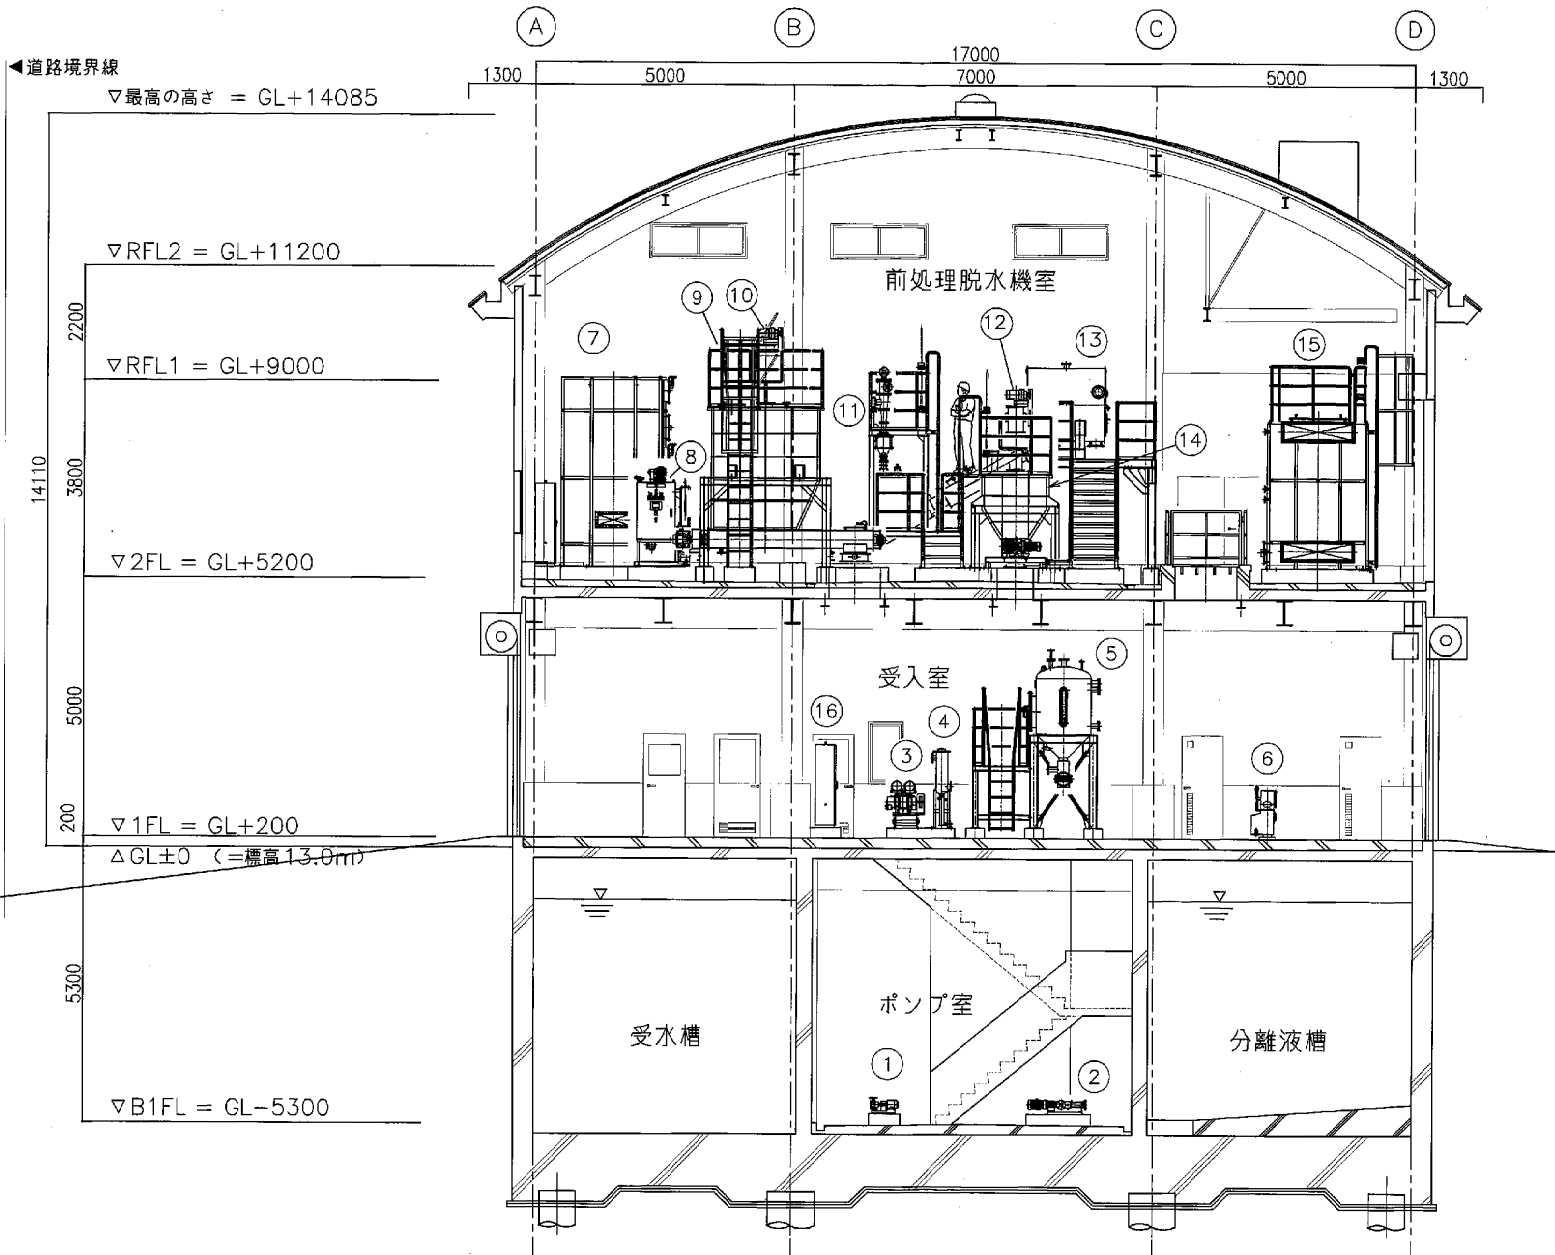 A B C D
17000
1300 5000 7000 5000 1300
◀道路境界線
▽最高の高さ = GL+14085
▽RFL2 = GL+11200
2200
▽RFL1 = GL+9000
3800
14110
▽2FL = GL+5200
5000
200
▽1FL = GL+200
△GL±0 (=標高13.0m)
5300
▽B1FL = GL-5300
前処理脱水機室
⑦ ⑨ ⑩ ⑫ ⑬ ⑮
⑪ ⑭
⑧
受入室
⑤
⑯ ④
③ ⑥
ポンプ室
受水槽
分離液槽
① ②